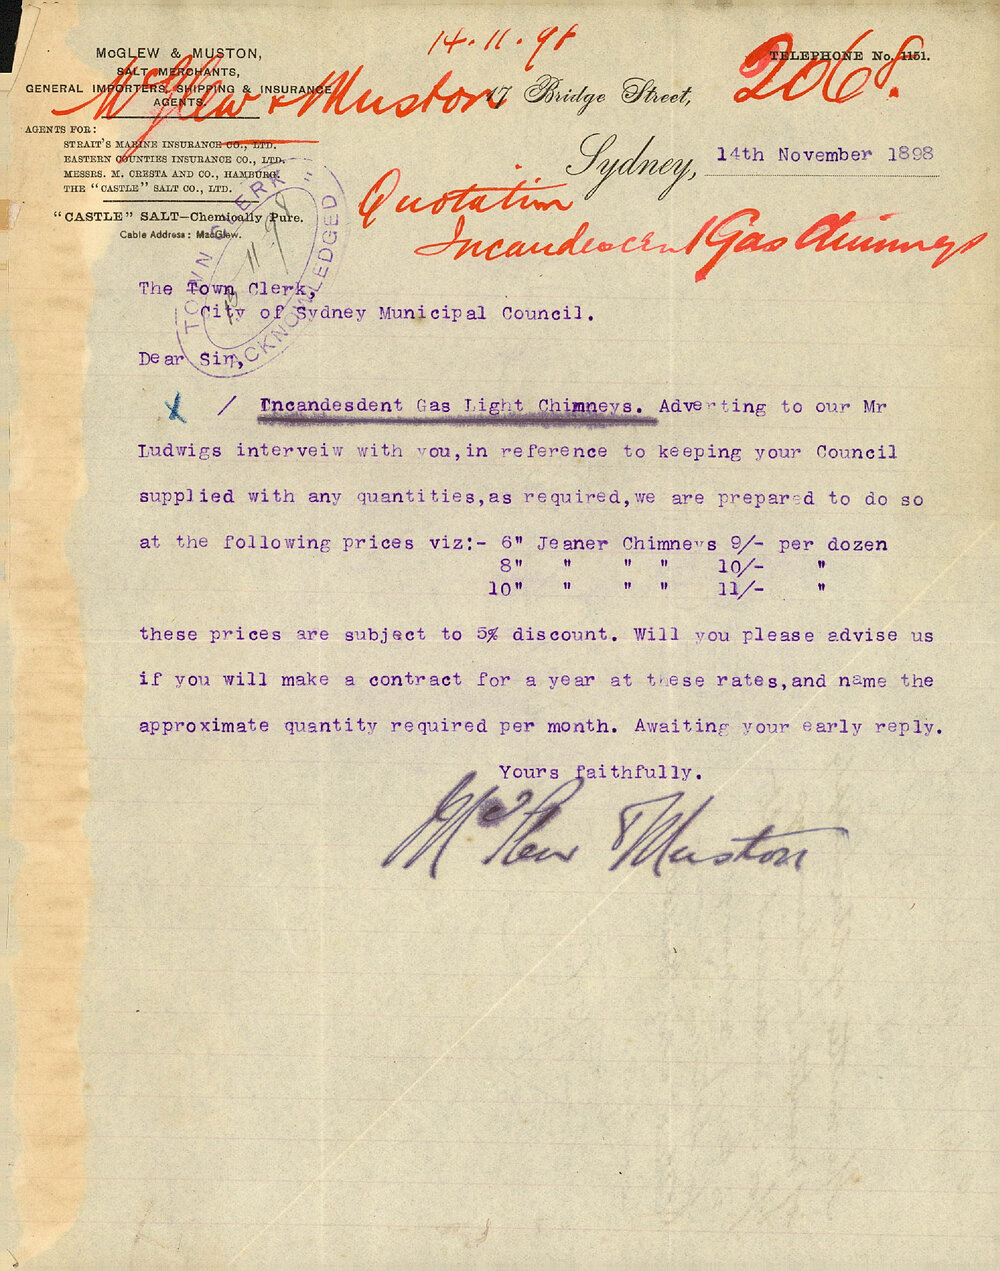 14.11.98
McGLEW & MUSTON,
SALT MERCHANTS,
GENERAL IMPORTERS, SHIPPING & INSURANCE
AGENTS.
McGlew & Muston
17 Bridge Street,
TELEPHONE No. 1151.
2068.
AGENTS FOR:
STRAIT'S MARINE INSURANCE CO., LTD.
EASTERN COUNTIES INSURANCE CO., LTD.
MESSRS. M. CRESTA AND CO., HAMBURG.
THE "CASTLE" SALT CO., LTD.
"CASTLE" SALT—Chemically Pure.
Cable Address: MacGlew.
Sydney, 14th November 1898
Quotation
Incandescent Gas Chimneys
TOWN CLERK "
ACKNOWLEDGED
The Town Clerk,
City of Sydney Municipal Council.
Dear Sir,
x / Incandesdent Gas Light Chimneys. Adverting to our Mr
Ludwigs interveiw with you,in reference to keeping your Council
supplied with any quantities,as required,we are prepared to do so
at the following prices viz:- 6" Jeaner Chimneys 9/- per dozen
8" " " " 10/- "
10" " " " 11/- "
these prices are subject to 5% discount. Will you please advise us
if you will make a contract for a year at these rates,and name the
approximate quantity required per month. Awaiting your early reply.
Yours faithfully.
McGlew & Muston